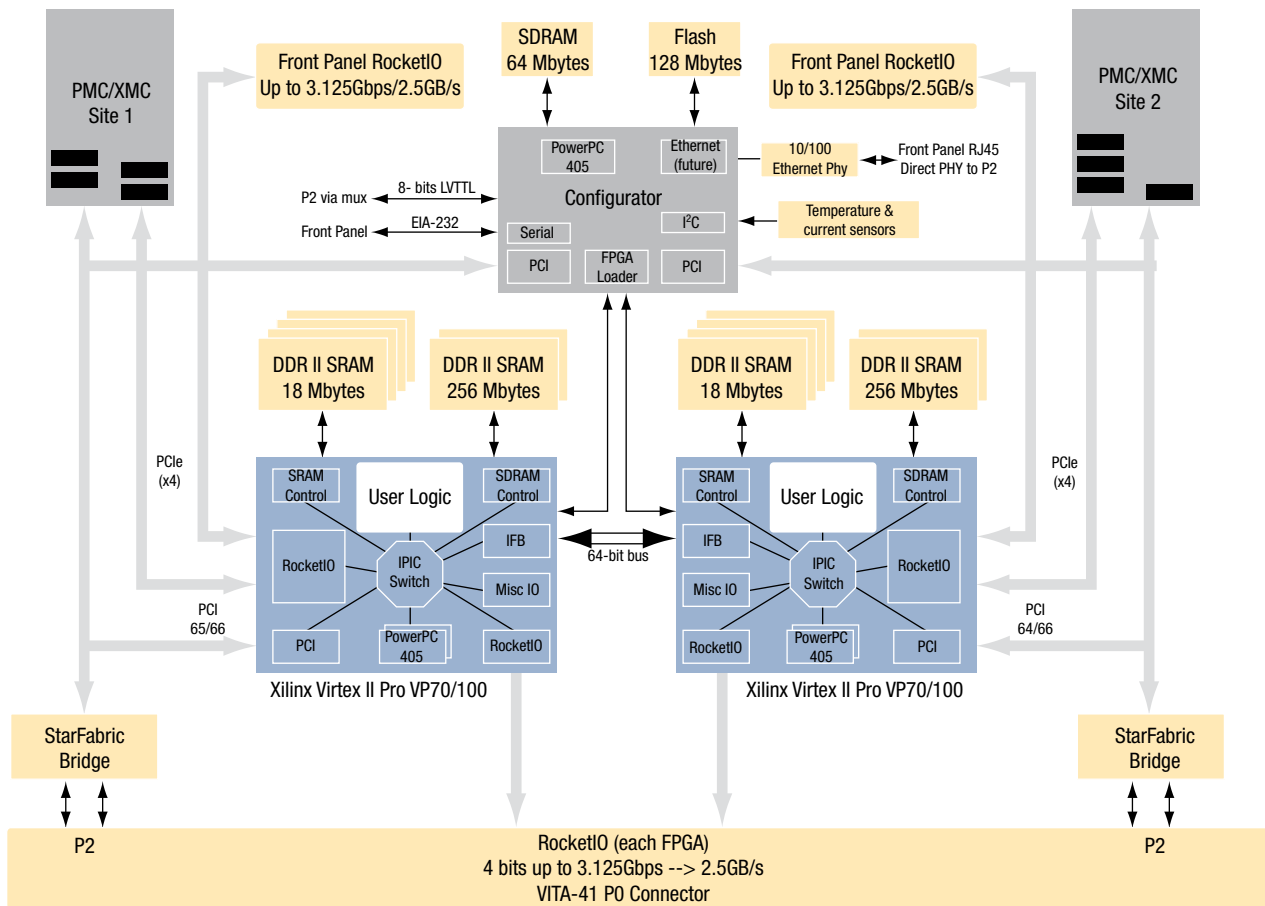 PMC/XMC
Site 1
Front Panel RocketIO
Up to 3.125Gbps/2.5GB/s
SDRAM
64 Mbytes
Flash
128 Mbytes
Front Panel RocketIO
Up to 3.125Gbps/2.5GB/s
PMC/XMC
Site 2
PowerPC
405
Ethernet
(future)
10/100
Ethernet Phy
Front Panel RJ45
Direct PHY to P2
P2 via mux
8- bits LVTTL
Configurator
Front Panel
EIA-232
Serial
I²C
Temperature &
current sensors
PCI
FPGA
Loader
PCI
DDR II SRAM
18 Mbytes
DDR II SRAM
256 Mbytes
DDR II SRAM
18 Mbytes
DDR II SRAM
256 Mbytes
PCIe
(x4)
SRAM
Control
User Logic
SDRAM
Control
RocketIO
IPIC
Switch
IFB
Misc IO
PCI
PowerPC
405
RocketIO
64-bit bus
SRAM
Control
User Logic
SDRAM
Control
IFB
IPIC
Switch
RocketIO
Misc IO
RocketIO
PowerPC
405
PCI
PCIe
(x4)
PCI
65/66
PCI
64/66
Xilinx Virtex II Pro VP70/100
Xilinx Virtex II Pro VP70/100
StarFabric
Bridge
StarFabric
Bridge
P2
RocketIO (each FPGA)
4 bits up to 3.125Gbps --> 2.5GB/s
VITA-41 P0 Connector
P2